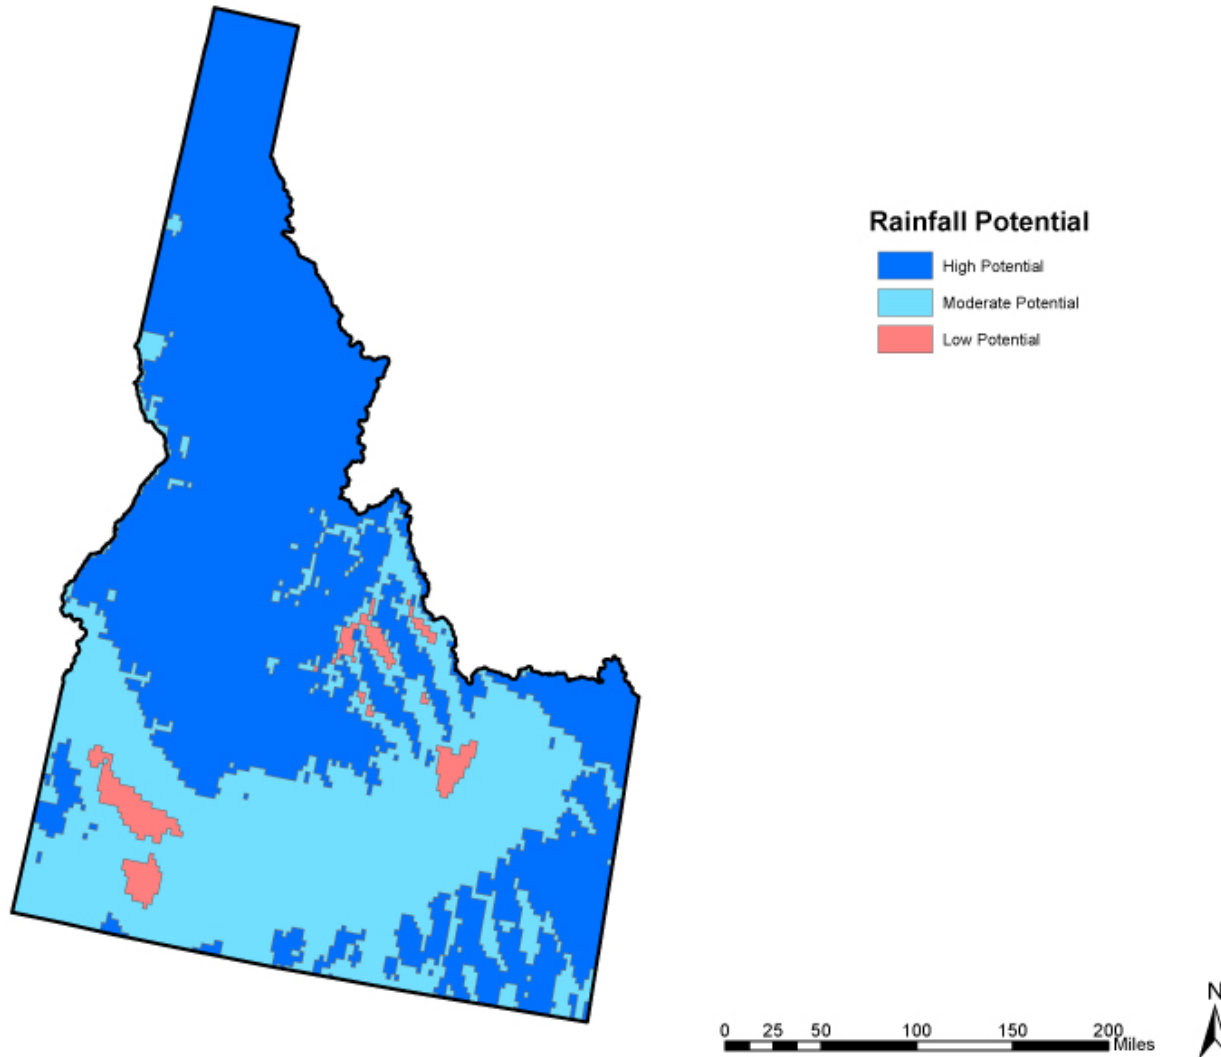 Rainfall Potential
High Potential
Moderate Potential
Low Potential
N
0 25 50 100 150 200
Miles